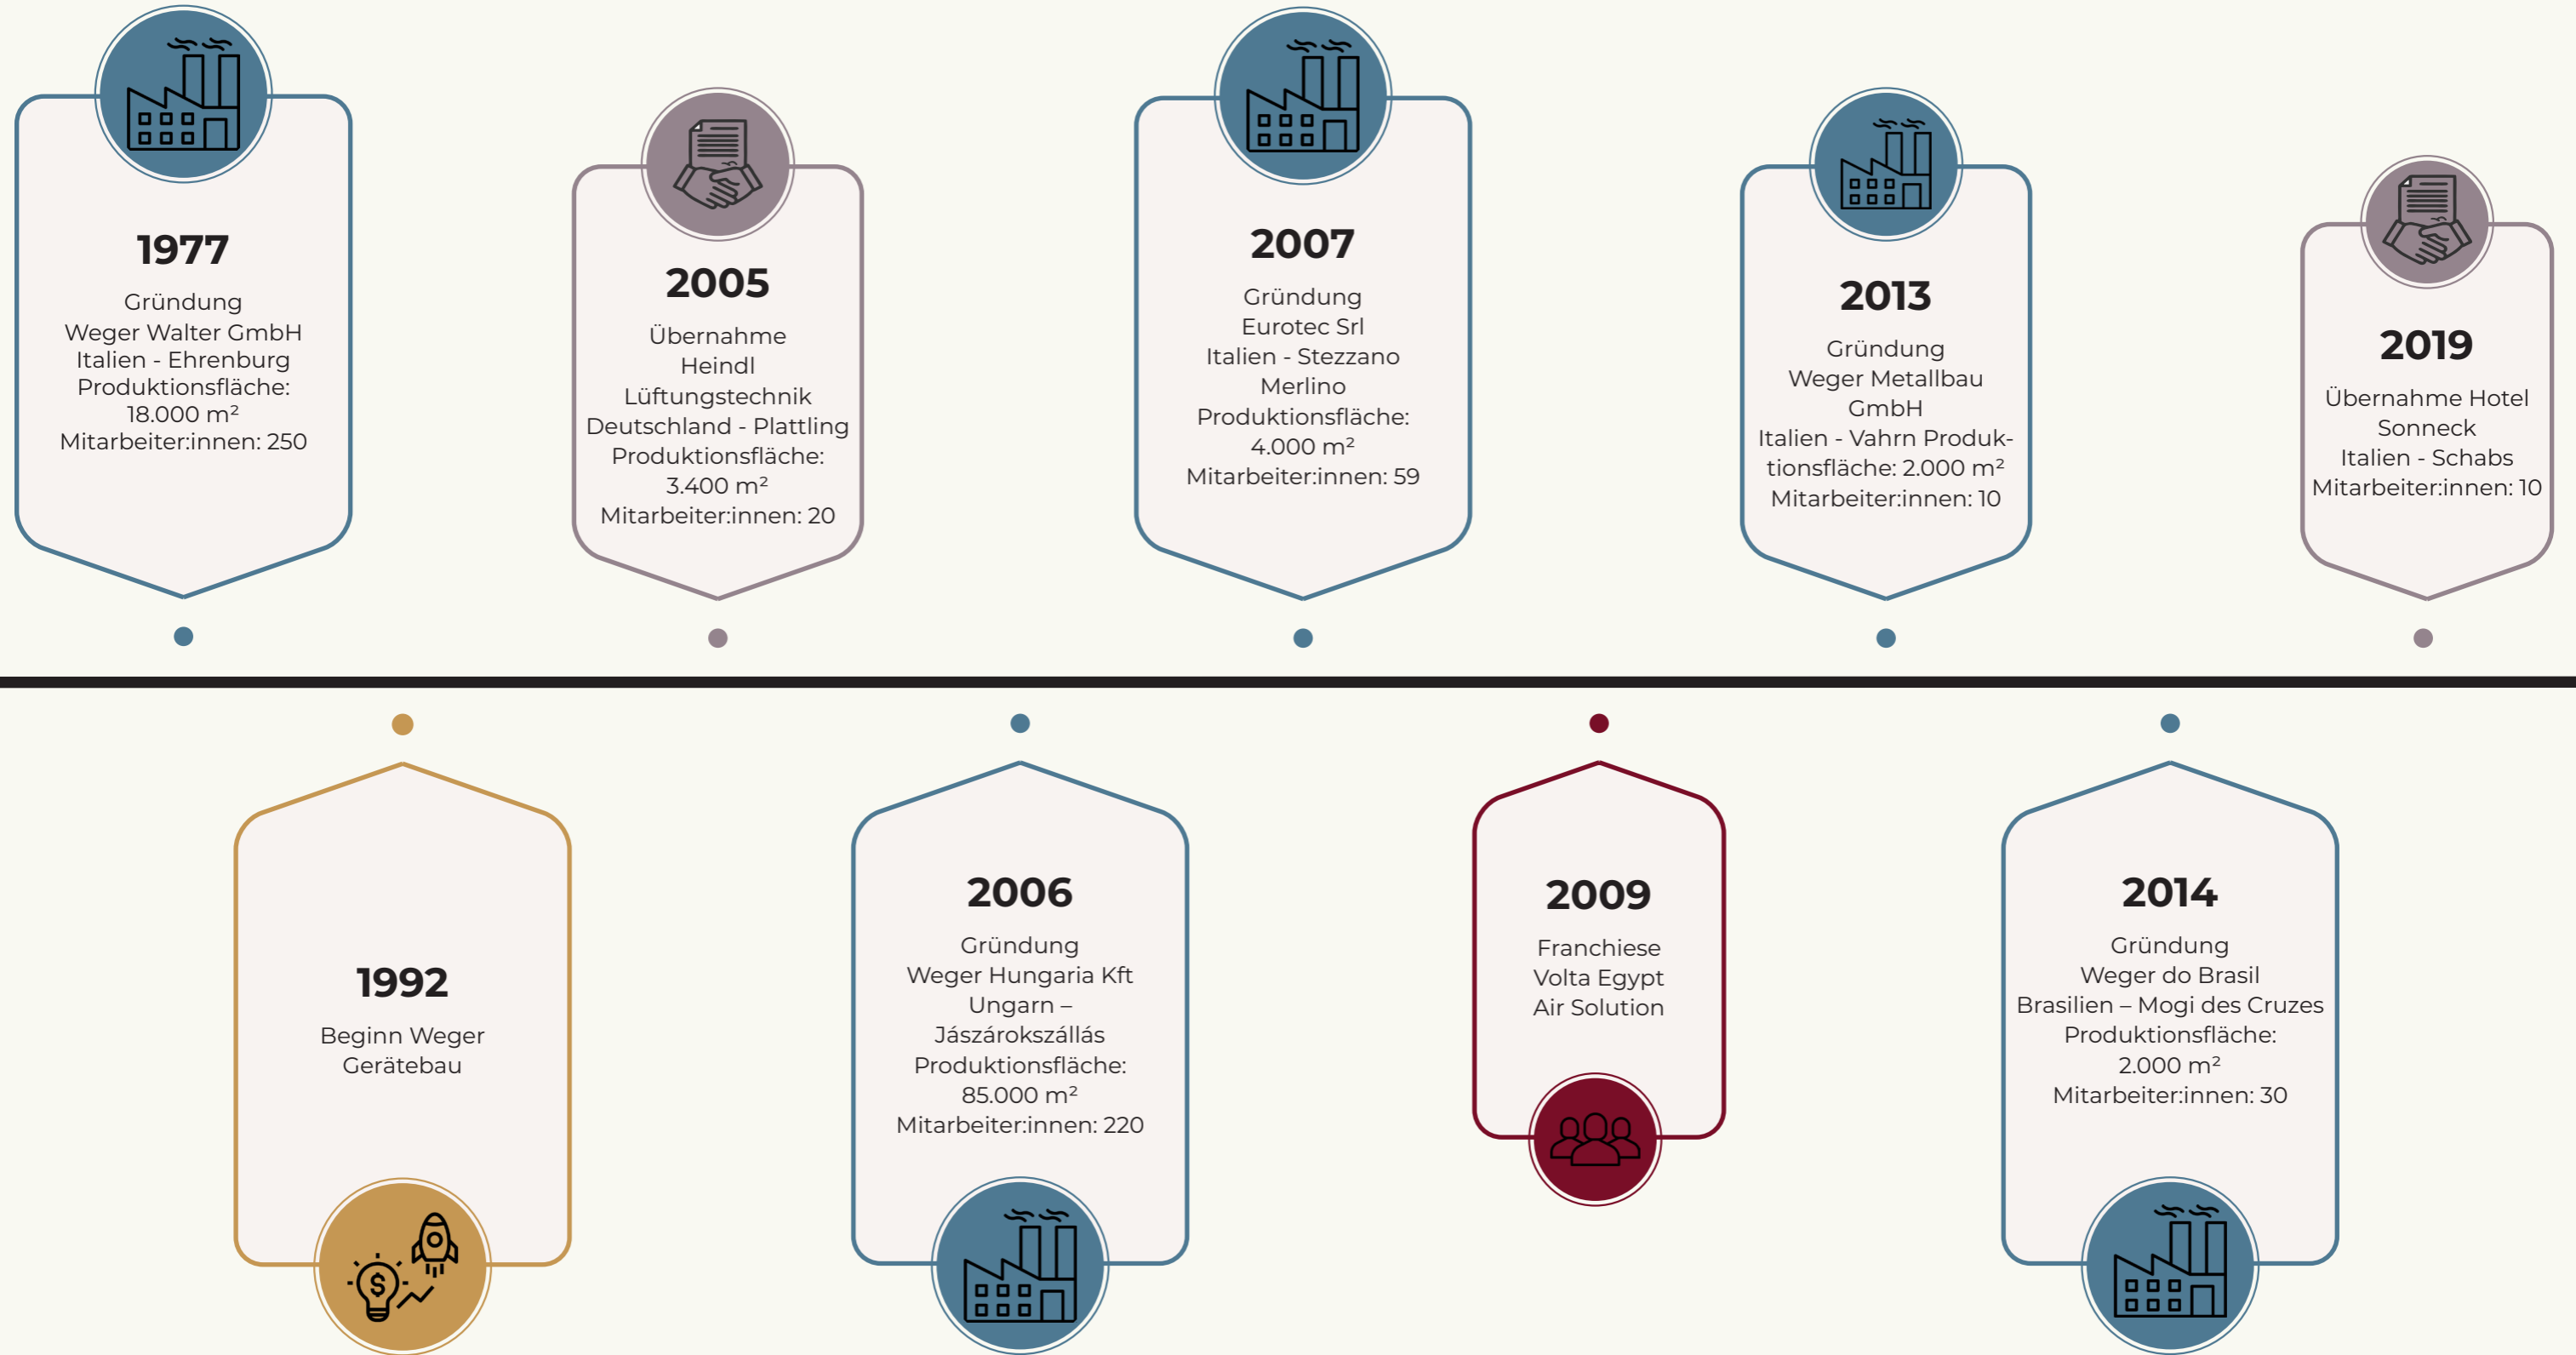 1977
Gründung
Weger Walter GmbH
Italien - Ehrenburg
Produktionsfläche:
18.000 m²
Mitarbeiter:innen: 250
2005
Übernahme
Heindl
Lüftungstechnik
Deutschland - Plattling
Produktionsfläche:
3.400 m²
Mitarbeiter:innen: 20
2007
Gründung
Eurotec Srl
Italien - Stezzano
Merlino
Produktionsfläche:
4.000 m²
Mitarbeiter:innen: 59
2013
Gründung
Weger Metallbau
GmbH
Italien - Vahrn Produk-
tionsfläche: 2.000 m²
Mitarbeiter:innen: 10
2019
Übernahme Hotel
Sonneck
Italien - Schabs
Mitarbeiter:innen: 10
1992
Beginn Weger
Gerätebau
2006
Gründung
Weger Hungaria Kft
Ungarn –
Jászárokszállás
Produktionsfläche:
85.000 m²
Mitarbeiter:innen: 220
2009
Franchiese
Volta Egypt
Air Solution
2014
Gründung
Weger do Brasil
Brasilien – Mogi des Cruzes
Produktionsfläche:
2.000 m²
Mitarbeiter:innen: 30